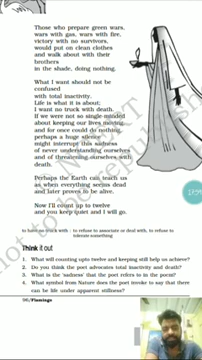 Those who prepare green wars,
wars with gas, wars with fire,
victory with no survivors,
would put on clean clothes
and walk about with their
brothers
in the shade, doing nothing.
What I want should not be
confused
with total inactivity.
Life is what it is about;
I want no truck with death.
If we were not so single-minded
about keeping our lives moving,
and for once could do nothing,
perhaps a huge silence
might interrupt this sadness
of never understanding ourselves
and of threatening ourselves with
death.
Perhaps the Earth can teach us
as when everything seems dead
and later proves to be alive.
Now I'll count up to twelve
and you keep quiet and I will go.
to have no truck with : to refuse to associate or deal with, to refuse to
tolerate something
Think it out
1. What will counting upto twelve and keeping still help us achieve?
2. Do you think the poet advocates total inactivity and death?
3. What is the 'sadness' that the poet refers to in the poem?
4. What symbol from Nature does the poet invoke to say that there
can be life under apparent stillness?
96/Flamingo
not to be